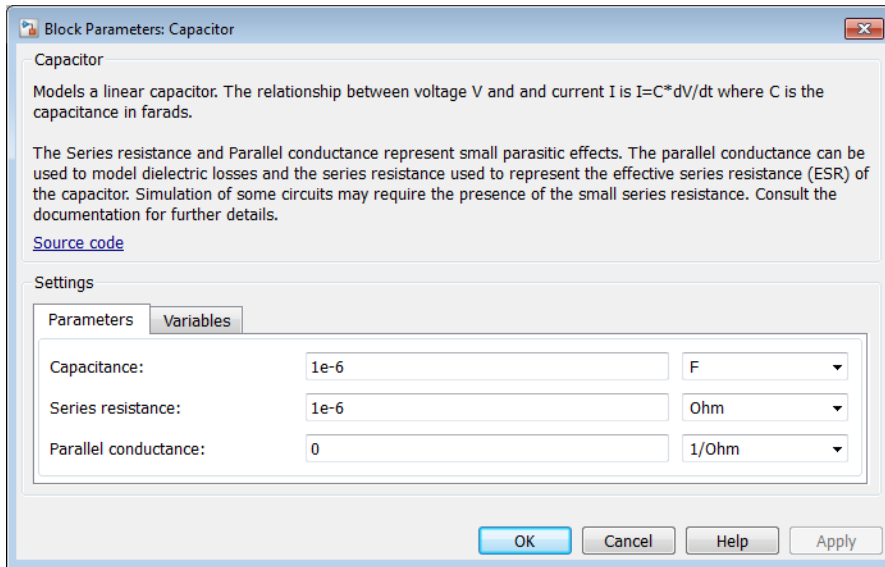 Block Parameters: Capacitor
Capacitor
Models a linear capacitor. The relationship between voltage V and and current I is I=C*dV/dt where C is the
capacitance in farads.
The Series resistance and Parallel conductance represent small parasitic effects. The parallel conductance can be
used to model dielectric losses and the series resistance used to represent the effective series resistance (ESR) of
the capacitor. Simulation of some circuits may require the presence of the small series resistance. Consult the
documentation for further details.
Source code
Settings
Parameters Variables
Capacitance: 1e-6 F
Series resistance: 1e-6 Ohm
Parallel conductance: 0 1/Ohm
OK Cancel Help Apply